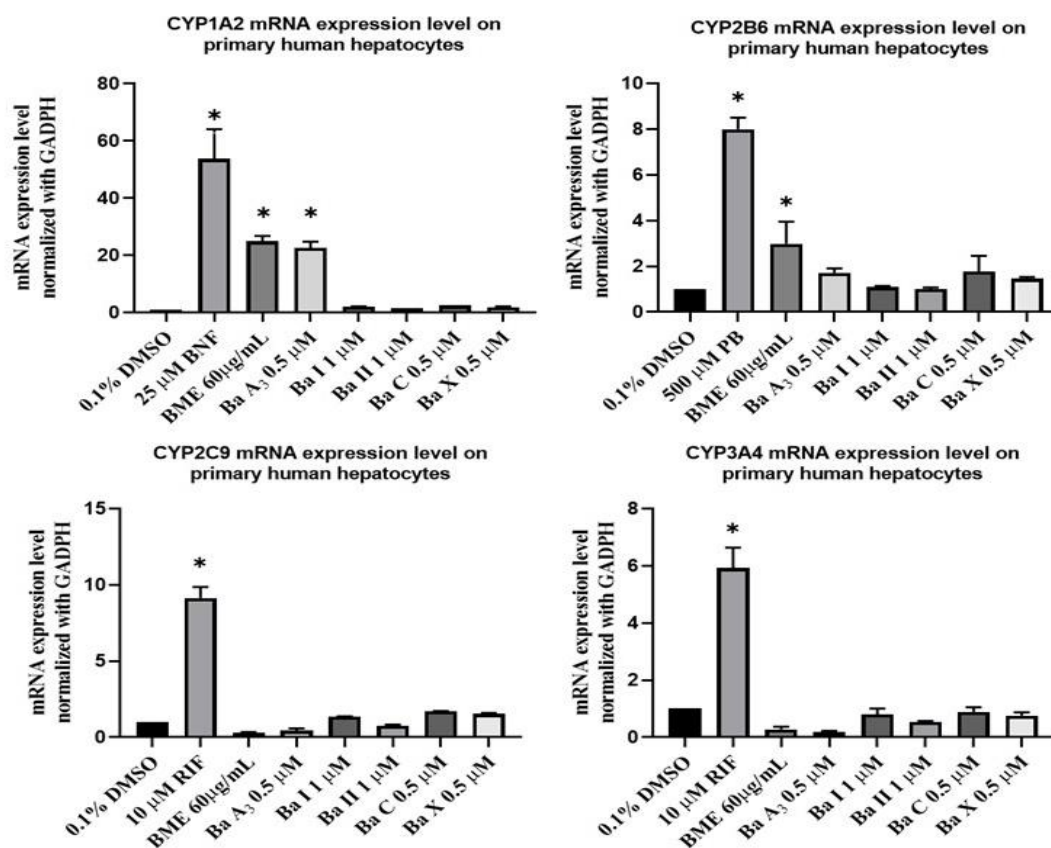 CYP1A2 mRNA expression level on
primary human hepatocytes
mRNA expression level
normalized with GADPH
80
60
40
20
0
*
*
*
0.1% DMSO
25 μM BNF
BME 60μg/mL
Ba A₃ 0.5 μM
Ba I 1 μM
Ba II 1 μM
Ba C 0.5 μM
Ba X 0.5 μM
CYP2B6 mRNA expression level on
primary human hepatocytes
mRNA expression level
normalized with GADPH
10
8
6
4
2
0
*
*
0.1% DMSO
500 μM PB
BME 60μg/mL
Ba A₃ 0.5 μM
Ba I 1 μM
Ba II 1 μM
Ba C 0.5 μM
Ba X 0.5 μM
CYP2C9 mRNA expression level on
primary human hepatocytes
mRNA expression level
normalized with GADPH
15
10
5
0
*
0.1% DMSO
10 μM RIF
BME 60μg/mL
Ba A₃ 0.5 μM
Ba I 1 μM
Ba II 1 μM
Ba C 0.5 μM
Ba X 0.5 μM
CYP3A4 mRNA expression level on
primary human hepatocytes
mRNA expression level
normalized with GADPH
8
6
4
2
0
*
0.1% DMSO
10 μM RIF
BME 60μg/mL
Ba A₃ 0.5 μM
Ba I 1 μM
Ba II 1 μM
Ba C 0.5 μM
Ba X 0.5 μM